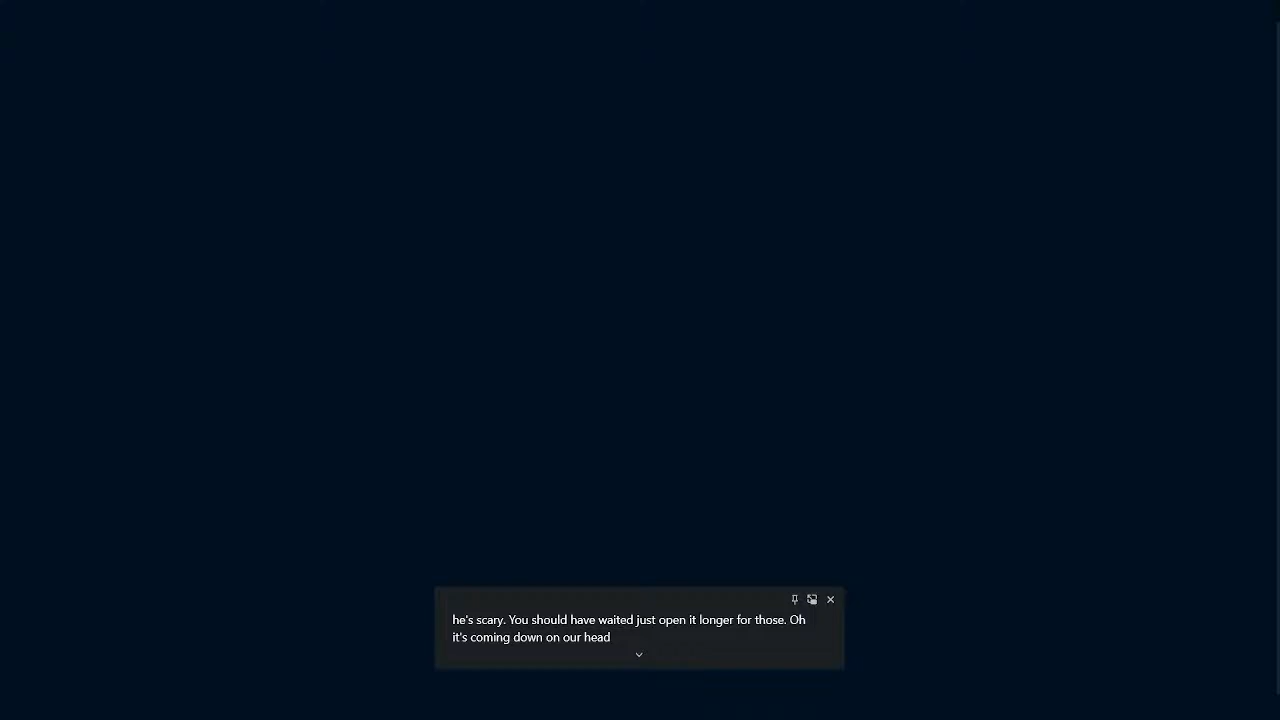 he's scary. You should have waited just open it longer for those. Oh
it's coming down on our head